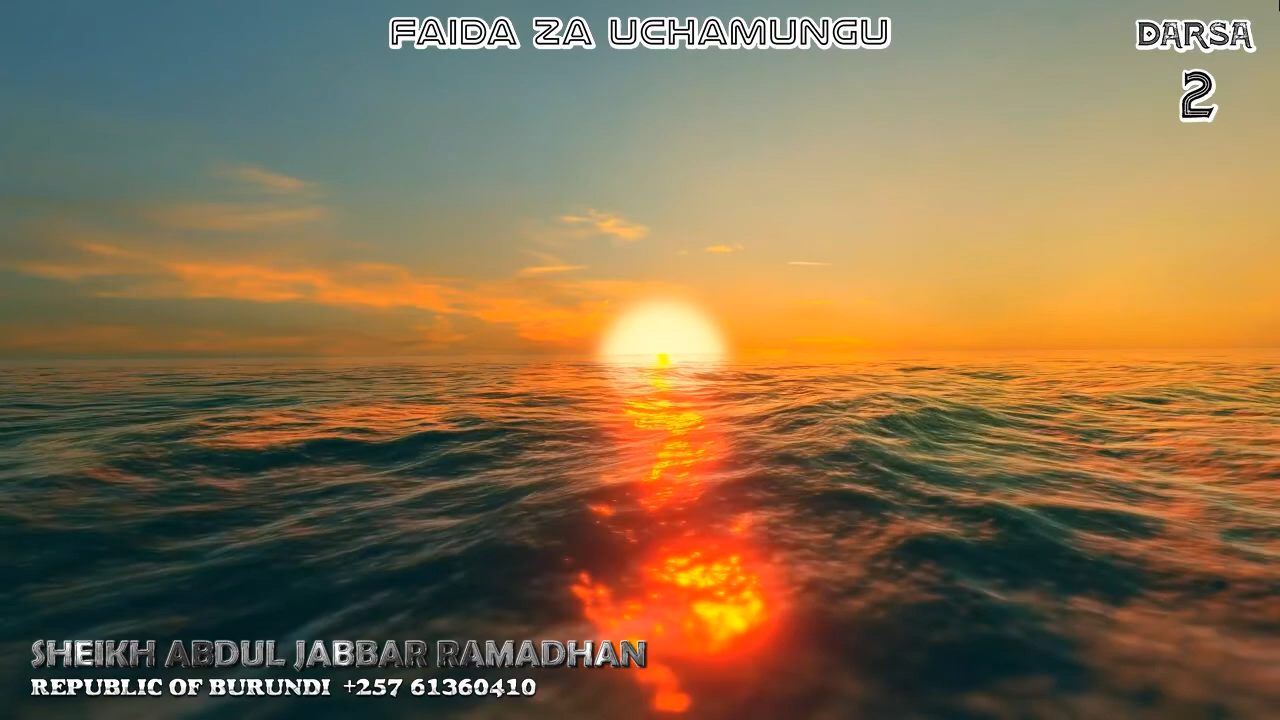 FAIDA ZA UCHAMUNGU
DARSA
2
SHEIKH ABDUL JABBAR RAMADHAN
REPUBLIC OF BURUNDI +257 61360410